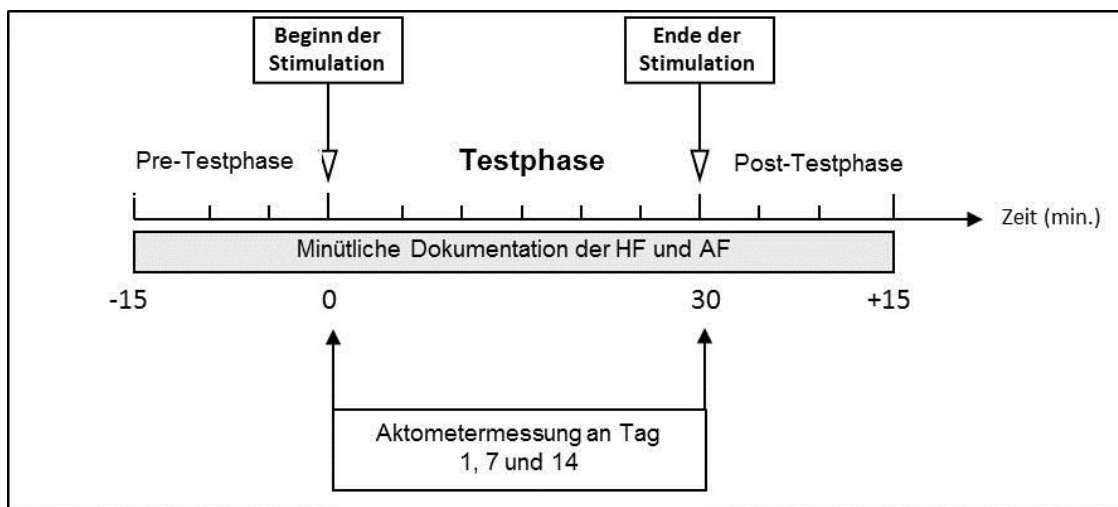 Beginn der
Stimulation
Ende der
Stimulation
Pre-Testphase
Testphase
Post-Testphase
Zeit (min.)
Minütliche Dokumentation der HF und AF
-15
0
30
+15
Aktometermessung an Tag
1, 7 und 14